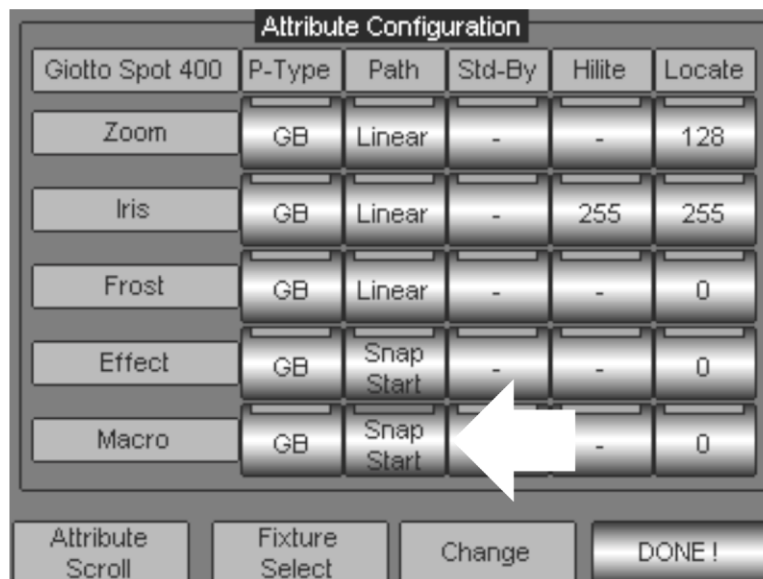 Attribute Configuration
Giotto Spot 400 P-Type Path Std-By Hilite Locate
Zoom GB Linear - - 128
Iris GB Linear - 255 255
Frost GB Linear - - 0
Effect GB Snap Start - - 0
Macro GB Snap Start - 0
Attribute Scroll Fixture Select Change DONE !